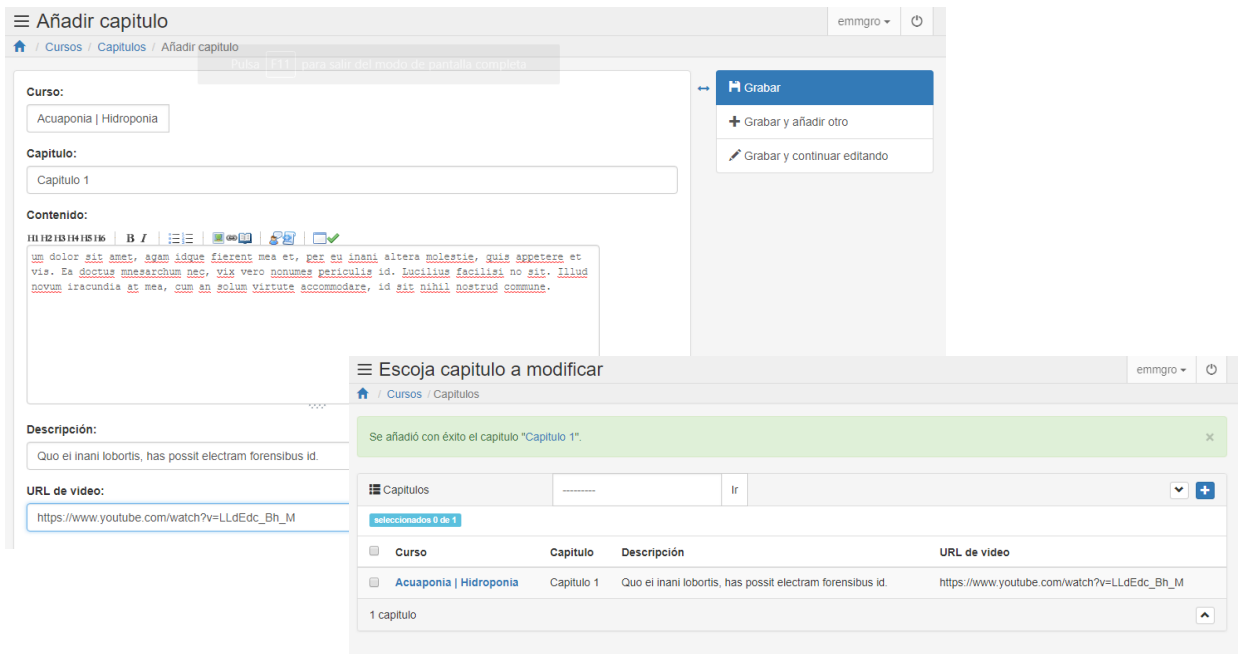 Añadir capitulo
emmgro
/ Cursos / Capitulos / Añadir capitulo
Pulsa F11 para salir del modo de pantalla completa
Curso:
Acuaponia | Hidroponia
Capitulo:
Capitulo 1
Contenido:
H1 H2 H3 H4 H5 H6 B I
um dolor sit amet, agam idque fierent mea et, per eu inani altera molestie, quis appetere et
vis. Ea doctus mnesarchum nec, vix vero nonumes periculis id. Lucilius facilisi no sit. Illud
novum iracundia at mea, cum an solum virtute accommodare, id sit nihil nostrud commune.
Descripción:
Quo ei inani lobortis, has possit electram forensibus id.
URL de video:
https://www.youtube.com/watch?v=LLdEdc_Bh_M
Grabar
Grabar y añadir otro
Grabar y continuar editando
Escoja capitulo a modificar
emmgro
/ Cursos / Capitulos
Se añadió con éxito el capitulo "Capitulo 1".
×
Capitulos
---------
Ir
seleccionados 0 de 1
Curso Capitulo Descripción URL de video
Acuaponia | Hidroponia Capitulo 1 Quo ei inani lobortis, has possit electram forensibus id. https://www.youtube.com/watch?v=LLdEdc_Bh_M
1 capitulo